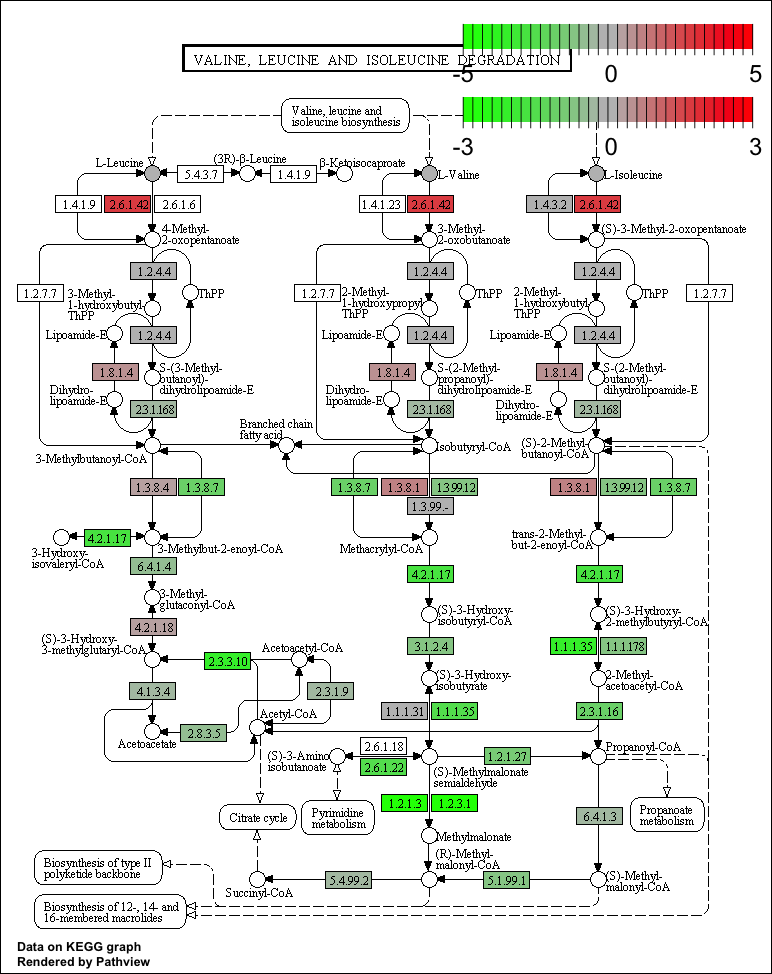 VALINE, LEUCINE AND ISOLEUCINE DEGRADATION
-5 0 5
-3 0 3
Valine, leucine and
isoleucine biosynthesis
L-Leucine
(3R)-β-Leucine
β-Ketoisocaproate
L-Valine
L-Isoleucine
5.4.3.7
1.4.1.9
1.4.1.9
2.6.1.42
2.6.1.6
1.4.1.23
2.6.1.42
1.4.3.2
2.6.1.42
4-Methyl-
2-oxopentanoate
3-Methyl-
2-oxobutanoate
(S)-3-Methyl-2-oxopentanoate
1.2.4.4
1.2.4.4
1.2.4.4
1.2.7.7
1.2.7.7
1.2.7.7
3-Methyl-
1-hydroxybutyl-
ThPP
ThPP
2-Methyl-
1-hydroxypropyl-
ThPP
ThPP
2-Methyl-
1-hydroxybutyl-
ThPP
ThPP
Lipoamide-E
1.2.4.4
Lipoamide-E
1.2.4.4
Lipoamide-E
1.2.4.4
1.8.1.4
1.8.1.4
1.8.1.4
S-(3-Methyl-
butanoyl)-
dihydrolipoamide-E
S-(2-Methyl-
propanoyl)-
dihydrolipoamide-E
S-(2-Methyl-
butanoyl)-
dihydrolipoamide-E
Dihydro-
lipoamide-E
Dihydro-
lipoamide-E
Dihydro-
lipoamide-E
2.3.1.168
2.3.1.168
2.3.1.168
Branched chain
fatty acid
3-Methylbutanoyl-CoA
Isobutyryl-CoA
(S)-2-Methyl-
butanoyl-CoA
1.3.8.4
1.3.8.7
1.3.8.7
1.3.8.1
1.3.99.12
1.3.99.-
1.3.8.1
1.3.99.12
1.3.8.7
4.2.1.17
3-Hydroxy-
isovaleryl-CoA
3-Methylbut-2-enoyl-CoA
Methacrylyl-CoA
trans-2-Methyl-
but-2-enoyl-CoA
6.4.1.4
4.2.1.17
4.2.1.17
3-Methyl-
glutaconyl-CoA
(S)-3-Hydroxy-
isobutyryl-CoA
(S)-3-Hydroxy-
2-methylbutyryl-CoA
4.2.1.18
(S)-3-Hydroxy-
3-methylglutaryl-CoA
Acetoacetyl-CoA
3.1.2.4
1.1.1.35
1.1.1.178
2.3.3.10
(S)-3-Hydroxy-
isobutyrate
2-Methyl-
acetoacetyl-CoA
4.1.3.4
2.3.1.9
1.1.1.31
1.1.1.35
2.3.1.16
Acetyl-CoA
2.8.3.5
Acetoacetate
2.6.1.18
2.6.1.22
(S)-3-Amino-
isobutanoate
1.2.1.27
Propanoyl-CoA
(S)-Methylmalonate
semialdehyde
1.2.1.3
1.2.3.1
Citrate cycle
Pyrimidine
metabolism
6.4.1.3
Propanoate
metabolism
Methylmalonate
(R)-Methyl-
malonyl-CoA
Biosynthesis of type II
polyketide backbone
5.4.99.2
5.1.99.1
Succinyl-CoA
(S)-Methyl-
malonyl-CoA
Biosynthesis of 12-, 14- and
16-membered macrolides
Data on KEGG graph
Rendered by Pathview